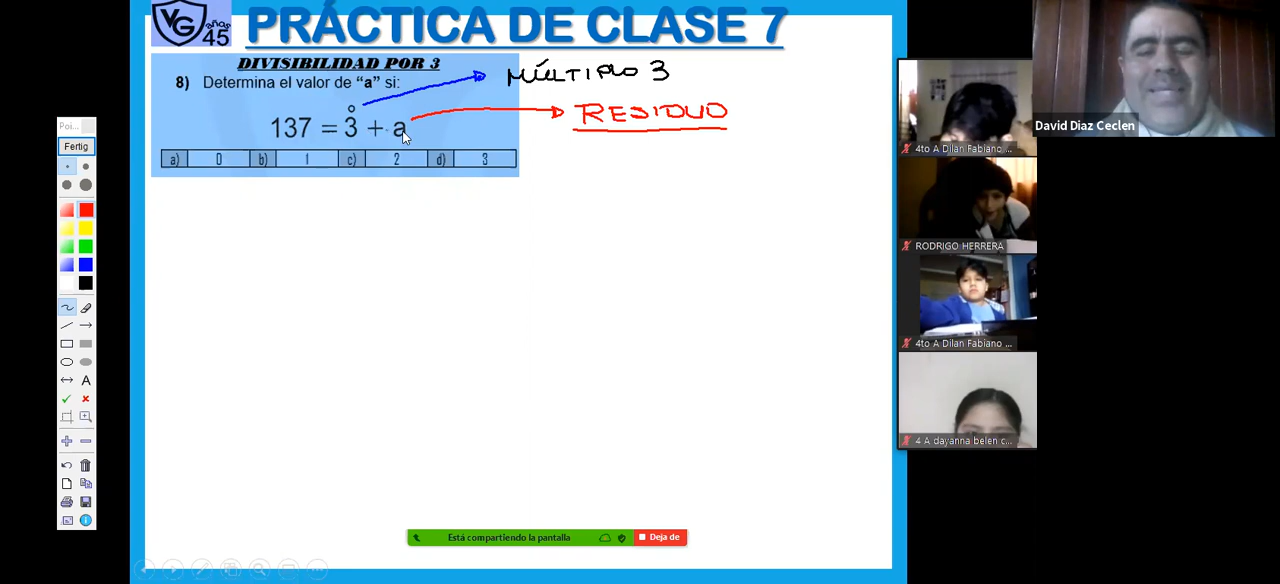 VG
años
45
PRÁCTICA DE CLASE 7
DIVISIBILIDAD POR 3
8) Determina el valor de “a” si:
MÚLTIPLO 3
137 = 3̊ + a
RESIDUO
a) 0 b) 1 c) 2 d) 3
Poi...
Fertig
A
David Diaz Ceclen
4to A Dilan Fabiano ...
RODRIGO HERRERA
4to A Dilan Fabiano ...
4 A dayanna belen c...
Está compartiendo la pantalla
Deja de